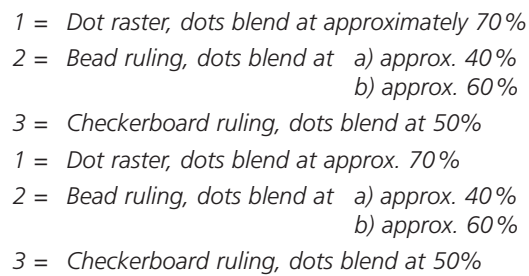 1 = Dot raster, dots blend at approximately 70%
2 = Bead ruling, dots blend at a) approx. 40%
b) approx. 60%
3 = Checkerboard ruling, dots blend at 50%
1 = Dot raster, dots blend at approx. 70%
2 = Bead ruling, dots blend at a) approx. 40%
b) approx. 60%
3 = Checkerboard ruling, dots blend at 50%